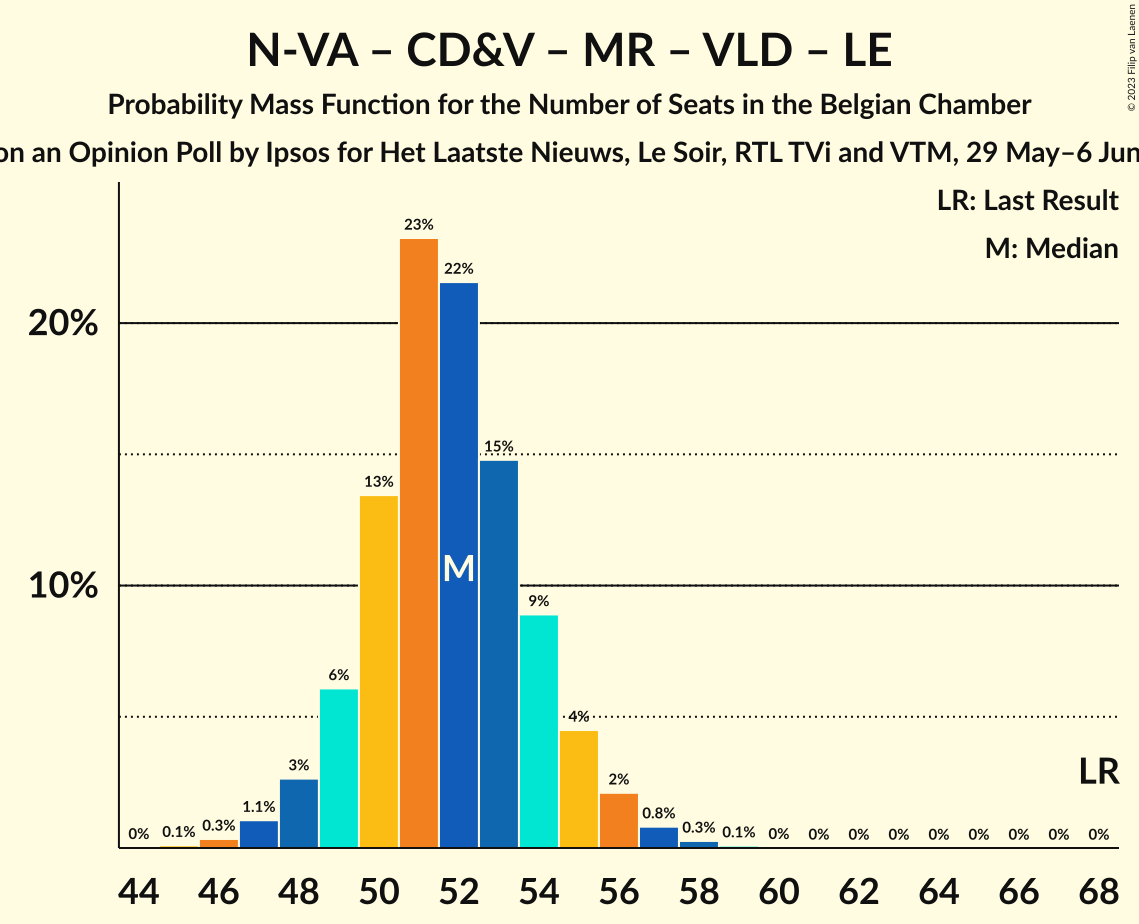 N-VA – CD&V – MR – VLD – LE
Probability Mass Function for the Number of Seats in the Belgian Chamber
on an Opinion Poll by Ipsos for Het Laatste Nieuws, Le Soir, RTL TVi and VTM, 29 May–6 Jun
© 2023 Filip van Laenen
LR: Last Result
M: Median
20%
10%
0% 0.1% 0.3% 1.1% 3% 6% 13% 23% 22% 15% 9% 4% 2% 0.8% 0.3% 0.1% 0% 0% 0% 0% 0% 0% 0% 0% 0%
M
LR
44 46 48 50 52 54 56 58 60 62 64 66 68